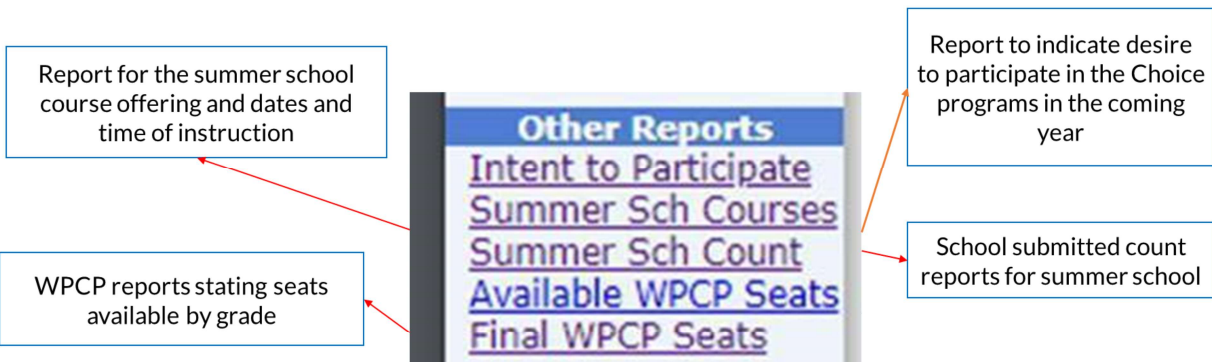 Report for the summer school
course offering and dates and
time of instruction
WPCP reports stating seats
available by grade
Other Reports
Intent to Participate
Summer Sch Courses
Summer Sch Count
Available WPCP Seats
Final WPCP Seats
Report to indicate desire
to participate in the Choice
programs in the coming
year
School submitted count
reports for summer school